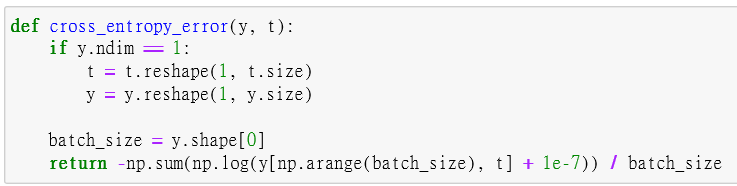 def cross_entropy_error(y, t):
    if y.ndim == 1:
        t = t.reshape(1, t.size)
        y = y.reshape(1, y.size)

    batch_size = y.shape[0]
    return -np.sum(np.log(y[np.arange(batch_size), t] + 1e-7)) / batch_size